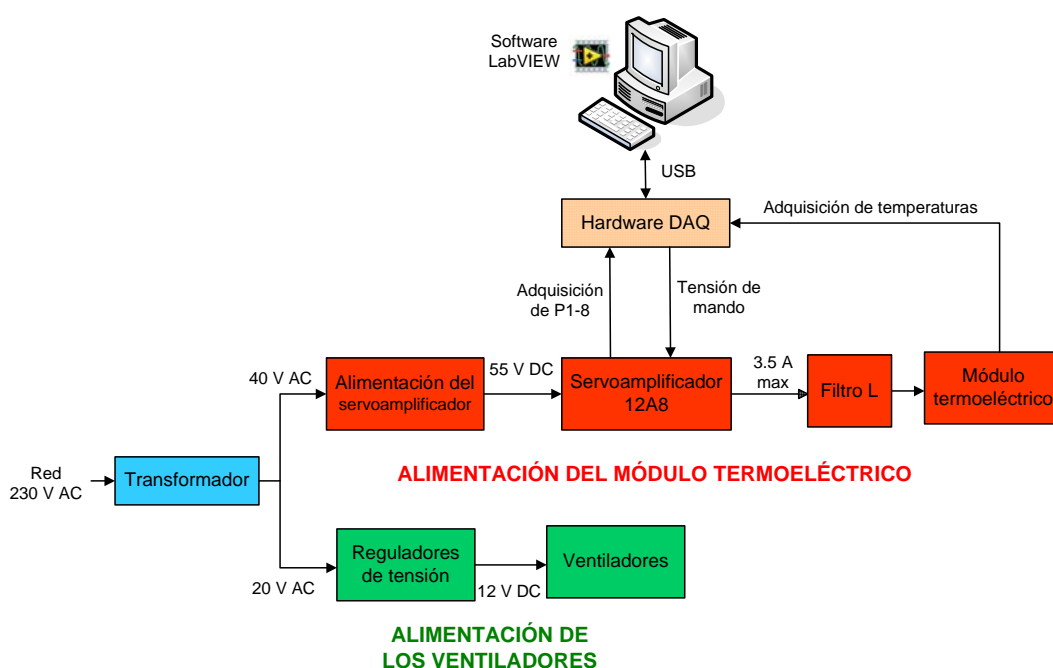 Software
LabVIEW
USB
Hardware DAQ
Adquisición de temperaturas
Adquisición
de P1-8
Tensión de
mando
40 V AC
Alimentación del
servoamplificador
55 V DC
Servoamplificador
12A8
3.5 A
max
Filtro L
Módulo
termoeléctrico
Red
230 V AC
Transformador
ALIMENTACIÓN DEL MÓDULO TERMOELÉCTRICO
20 V AC
Reguladores
de tensión
12 V DC
Ventiladores
ALIMENTACIÓN DE
LOS VENTILADORES